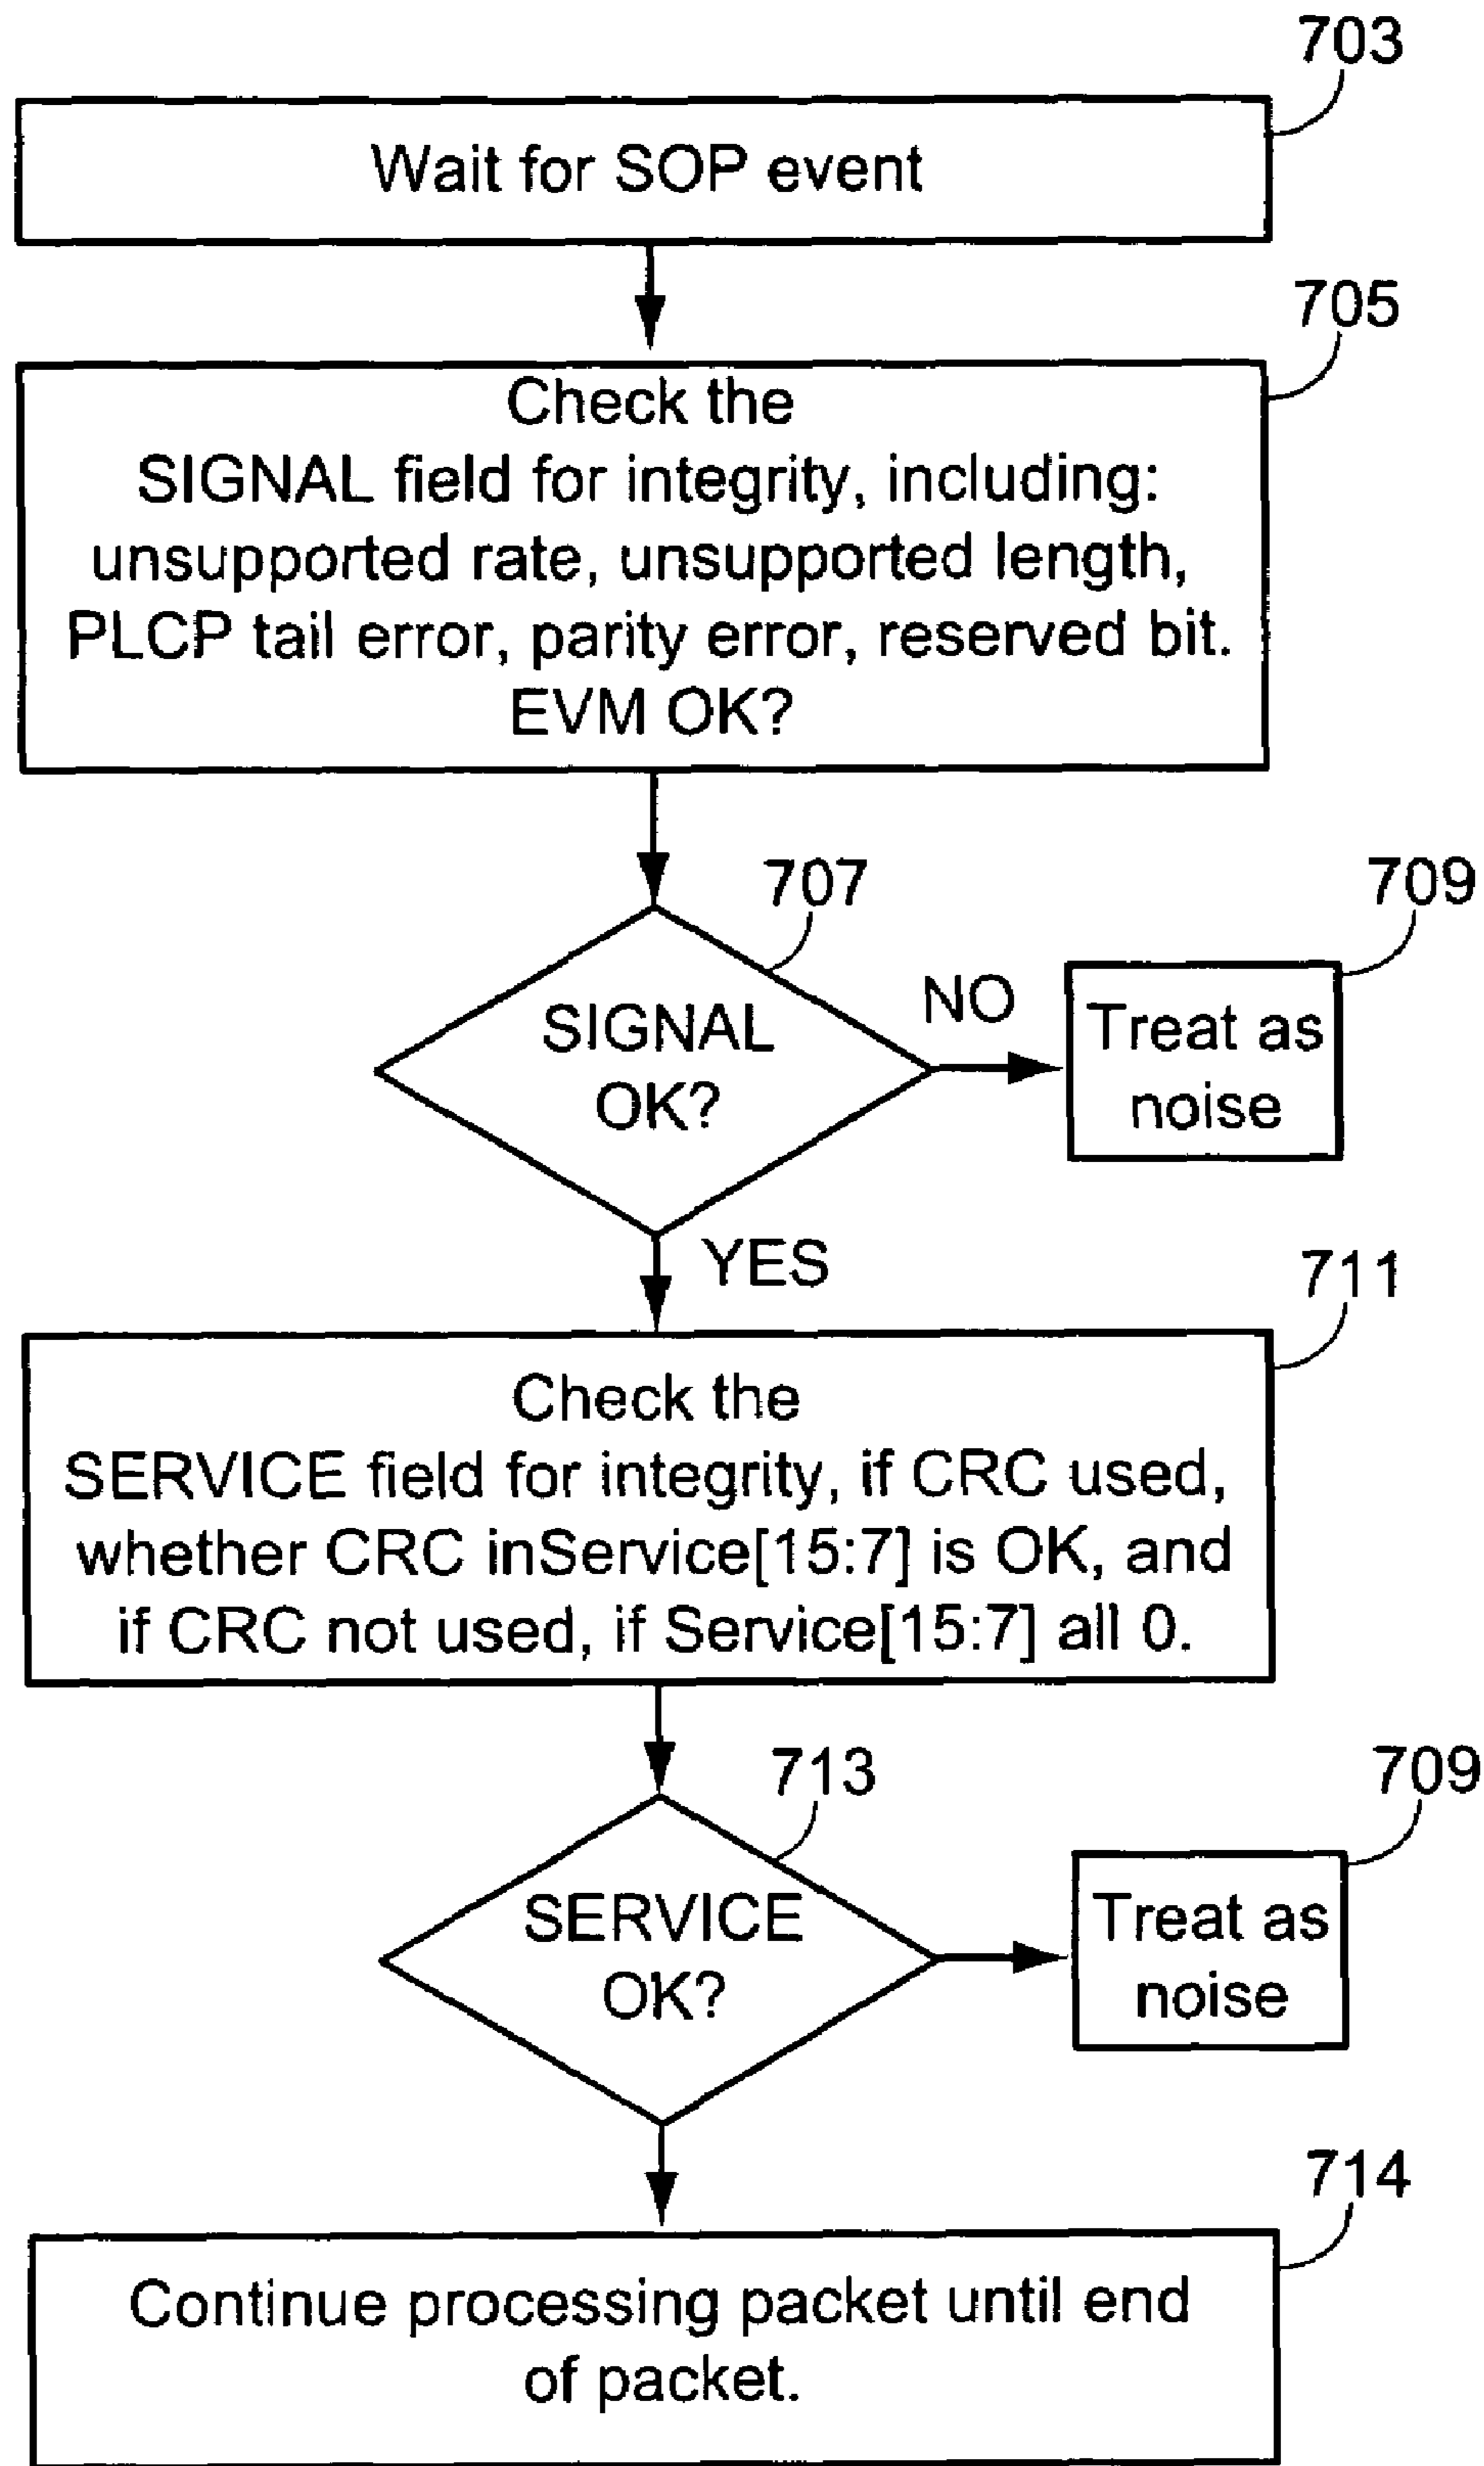 703
Wait for SOP event
705
Check the
SIGNAL field for integrity, including:
unsupported rate, unsupported length,
PLCP tail error, parity error, reserved bit.
EVM OK?
707
709
SIGNAL
OK?
NO
Treat as
noise
YES
711
Check the
SERVICE field for integrity, if CRC used,
whether CRC inService[15:7] is OK, and
if CRC not used, if Service[15:7] all 0.
713
709
SERVICE
OK?
Treat as
noise
714
Continue processing packet until end
of packet.